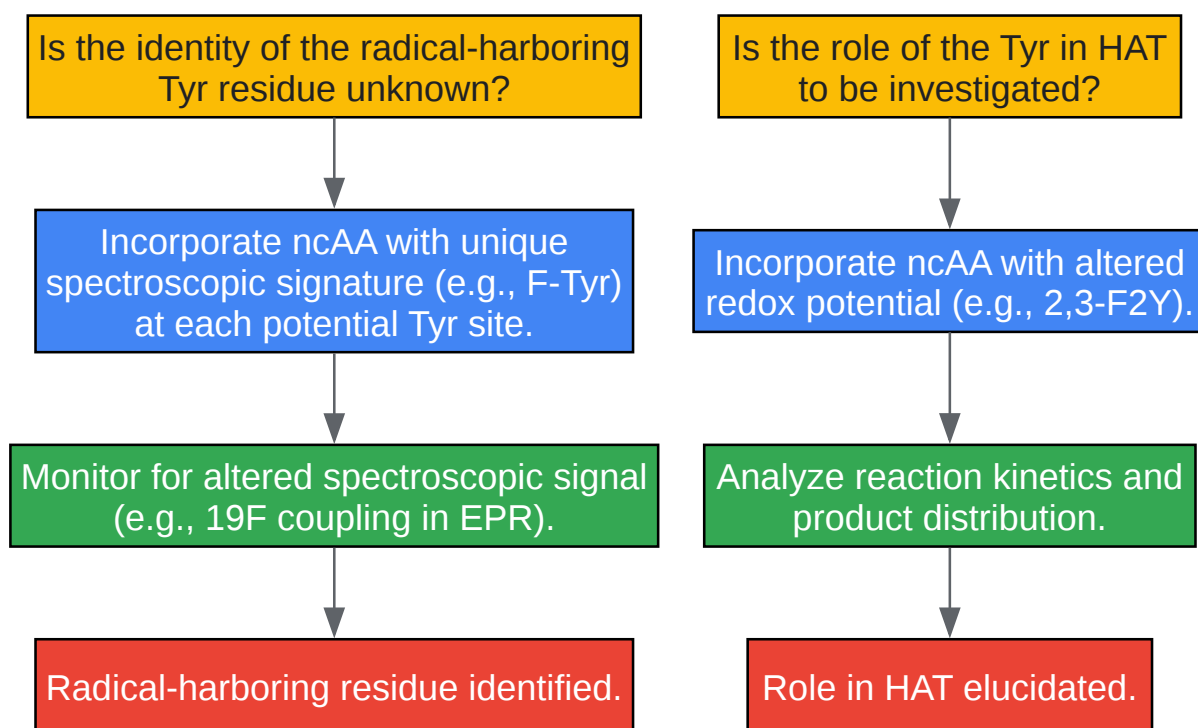 Is the identity of the radical-harboring
Tyr residue unknown?
Incorporate ncAA with unique
spectroscopic signature (e.g., F-Tyr)
at each potential Tyr site.
Monitor for altered spectroscopic signal
(e.g., 19F coupling in EPR).
Radical-harboring residue identified.
Is the role of the Tyr in HAT
to be investigated?
Incorporate ncAA with altered
redox potential (e.g., 2,3-F2Y).
Analyze reaction kinetics and
product distribution.
Role in HAT elucidated.